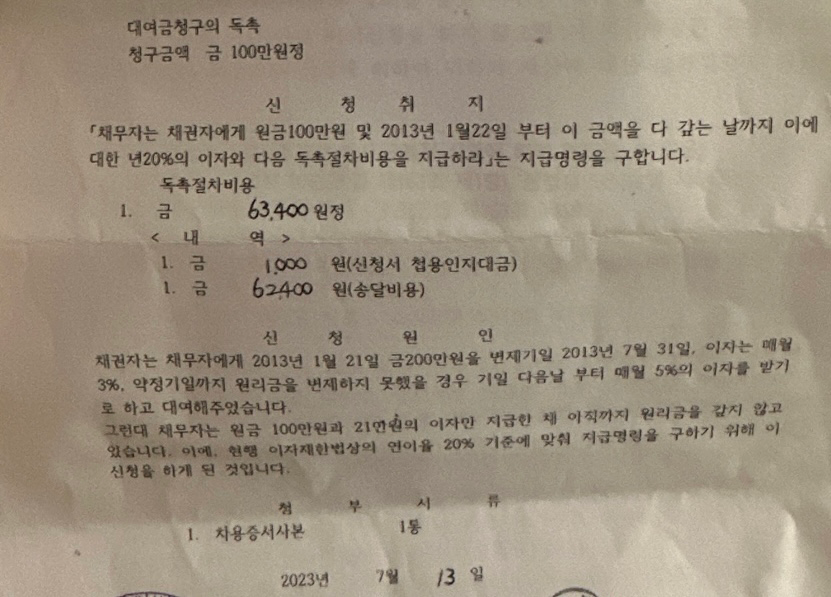 대여금청구의 독촉
청구금액 금 100만원정
신 청 취 지
「채무자는 채권자에게 원금100만원 및 2013년 1월22일 부터 이 금액을 다 갚는 날까지 이에
대한 년20%의 이자와 다음 독촉절차비용을 지급하라」는 지급명령을 구합니다.
독촉절차비용
1. 금 63,400 원정
< 내 역 >
1. 금 1,000 원(신청서 첩용인지대금)
1. 금 62400 원(송달비용)
신 청 원 인
채권자는 채무자에게 2013년 1월 21일 금200만원을 변제기일 2013년 7월 31일, 이자는 매월
3%, 약정기일까지 원리금을 변제하지 못했을 경우 기일 다음날 부터 매월 5%의 이자를 받기
로 하고 대여해주었습니다.
그런대 채무자는 원금 100만원과 21만원의 이자만 지급한 채 아직까지 원리금을 갚지 않고
있습니다. 이에, 현행 이자제한법상의 연이율 20% 기준에 맞춰 지급명령을 구하기 위해 이
신청을 하게 된 것입니다.
첨 부 서 류
1. 차용증서사본 1통
2023년 7월 13 일